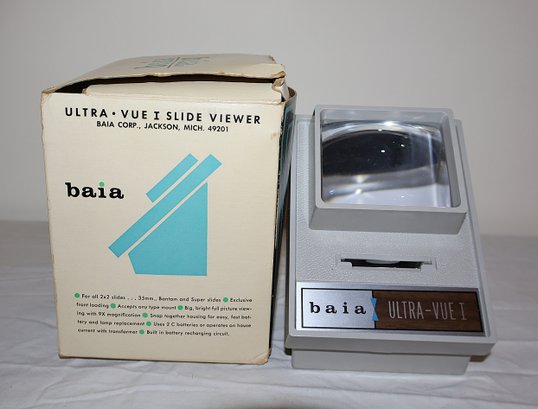 ULTRA • VUE I SLIDE VIEWER
BAIA CORP., JACKSON, MICH. 49201
baia
● For all 2x2 slides . . . 35mm., Bantam and Super slides ● Exclusive
front loading ● Accepts any type mount ● Big, bright full picture view-
ing with 9X magnification ● Snap together housing for easy, fast bat-
tery and lamp replacement ● Uses 2 C batteries or operates on house
current with transformer ● Built in battery recharging circuit.
baia ULTRA-VUE I